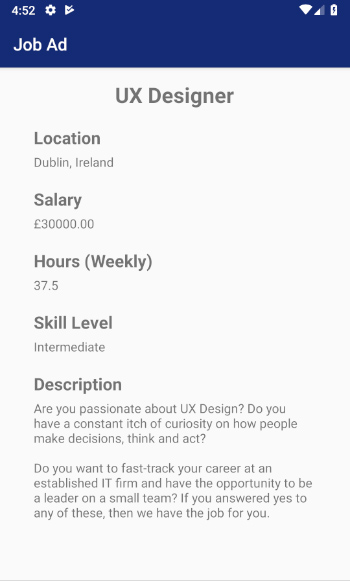 4:52
Job Ad
UX Designer
Location
Dublin, Ireland
Salary
£30000.00
Hours (Weekly)
37.5
Skill Level
Intermediate
Description
Are you passionate about UX Design? Do you
have a constant itch of curiosity on how people
make decisions, think and act?
Do you want to fast-track your career at an
established IT firm and have the opportunity to be
a leader on a small team? If you answered yes to
any of these, then we have the job for you.